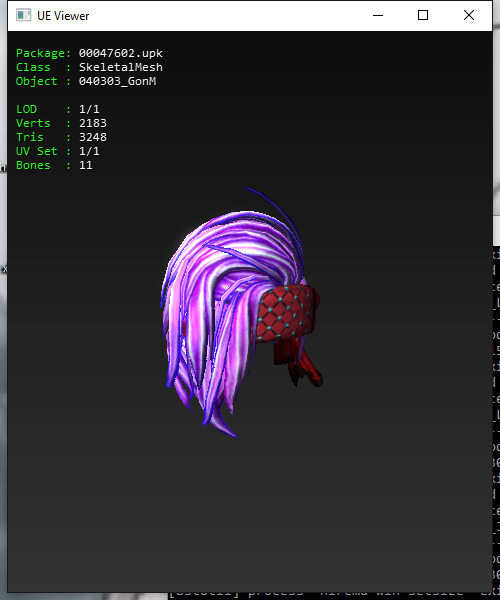 UE Viewer
Package: 00047602.upk
Class : SkeletalMesh
Object : 040303_GonM
LOD : 1/1
Verts : 2183
Tris : 3248
UV Set : 1/1
Bones : 11